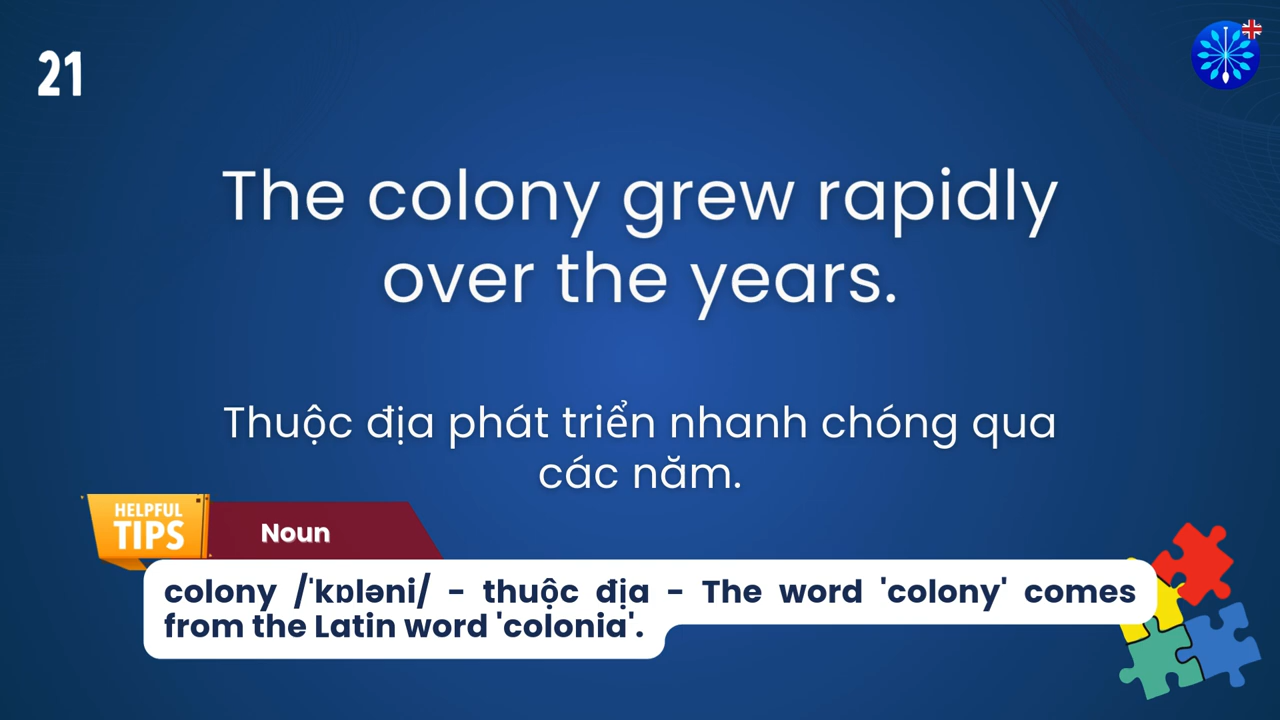 21
The colony grew rapidly
over the years.
Thuộc địa phát triển nhanh chóng qua
các năm.
HELPFUL
TIPS
Noun
colony /ˈkɒləni/ - thuộc địa - The word 'colony' comes
from the Latin word 'colonia'.